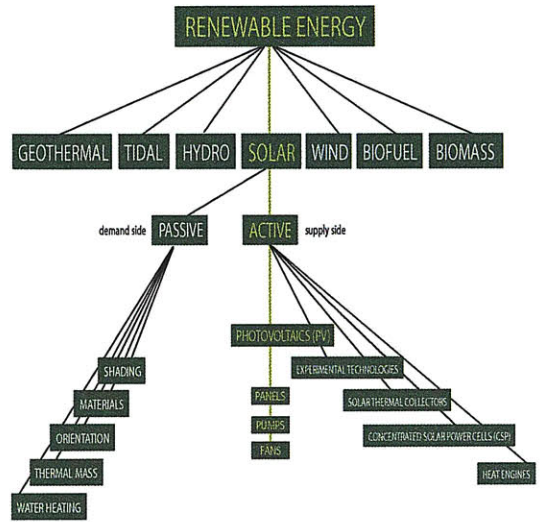 RENEWABLE ENERGY
GEOTHERMAL TIDAL HYDRO SOLAR WIND BIOFUEL BIOMASS
demand side PASSIVE ACTIVE supply side
PHOTOVOLTAICS (PV)
SHADING
EXPERIMENTAL TECHNOLOGIES
MATERIALS
PANELS
SOLAR THERMAL COLLECTORS
PUMPS
ORIENTATION
CONCENTRATED SOLAR POWER CELLS (CSP)
FANS
THERMAL MASS
HEAT ENGINES
WATER HEATING